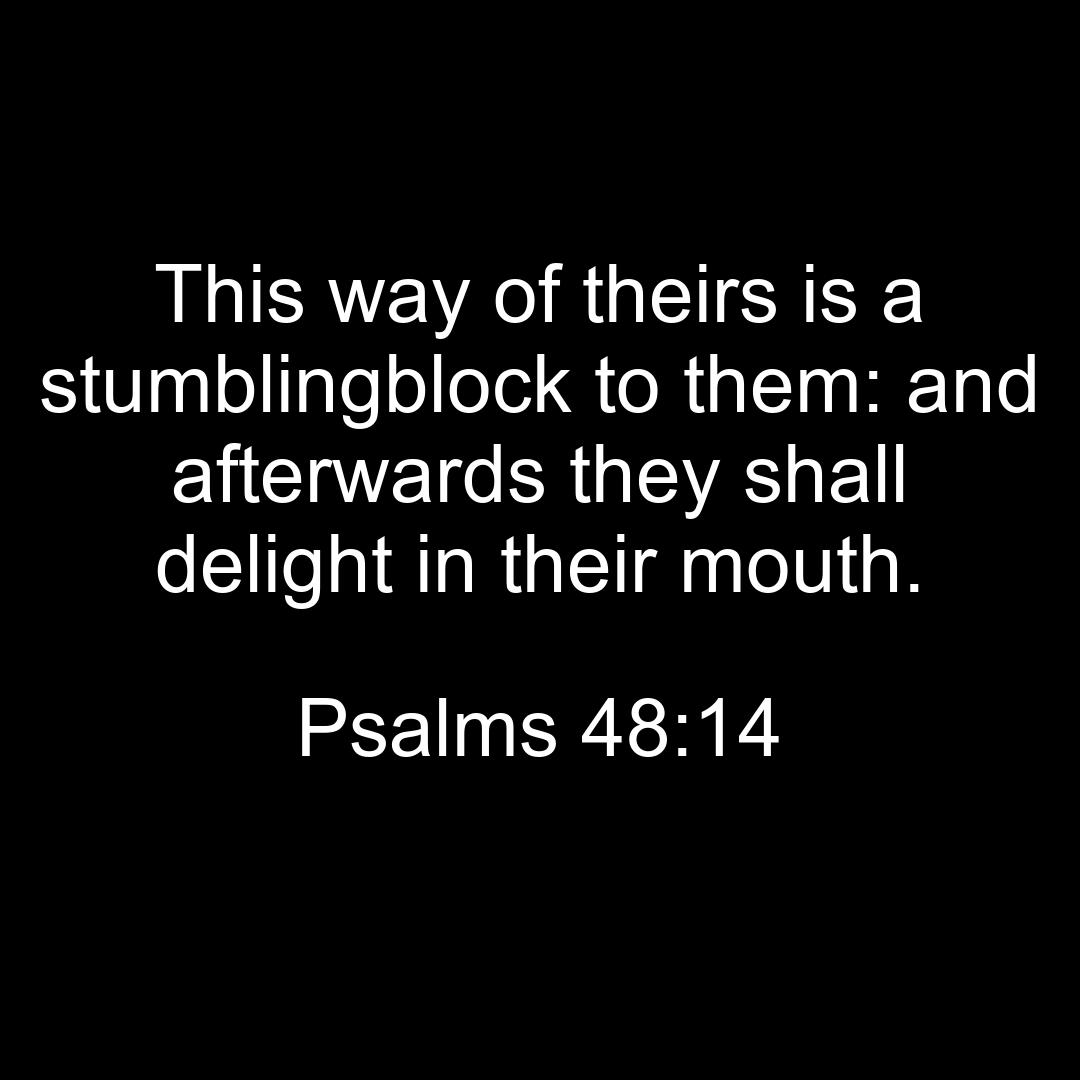 This way of theirs is a
stumblingblock to them: and
afterwards they shall
delight in their mouth.
Psalms 48:14